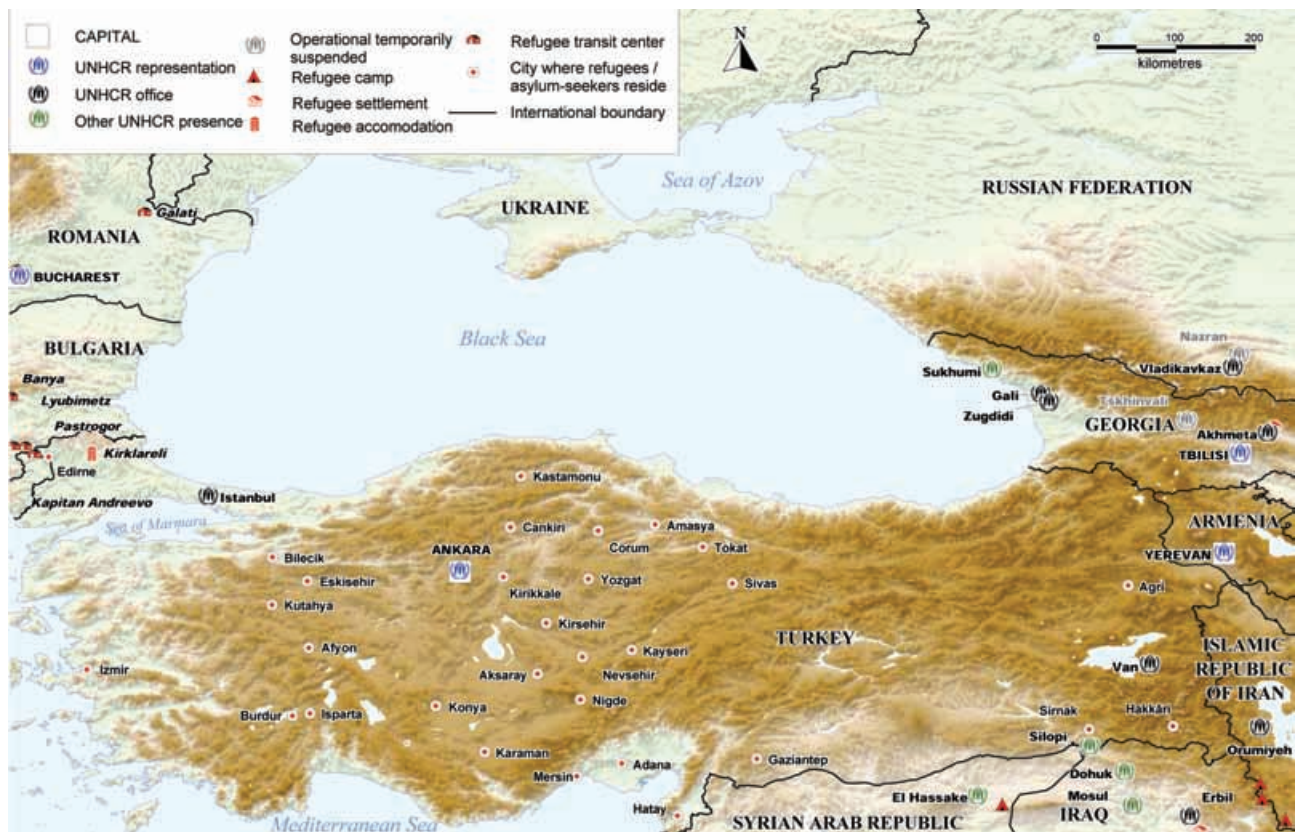 CAPITAL
UNHCR representation
UNHCR office
Other UNHCR presence
Operational temporarily
suspended
Refugee camp
Refugee settlement
Refugee accomodation
Refugee transit center
City where refugees /
asylum-seekers reside
International boundary
N
0 100 200
kilometres
Sea of Azov
RUSSIAN FEDERATION
UKRAINE
Galati
ROMANIA
BUCHAREST
Black Sea
BULGARIA
Nazran
Vladikavkaz
Sukhumi
Banya
Gali
Lyubimetz
Tskhinvali
Zugdidi
GEORGIA
Pastrogor
Akhmeta
Kirklareli
TBILISI
Edirne
Kastamonu
Istanbul
Kapitan Andreevo
Sea of Marmara
Cankiri
Amasya
ARMENIA
Corum
Tokat
ANKARA
YEREVAN
Bilecik
Eskisehir
Yozgat
Sivas
Agri
Kirikkale
Kutahya
Kirsehir
TURKEY
ISLAMIC
REPUBLIC
OF IRAN
Afyon
Kayseri
Van
Izmir
Aksaray
Nevsehir
Nigde
Konya
Burdur
Isparta
Sirnak
Hakkâri
Silopi
Orumiyeh
Karaman
Gaziantep
Adana
Mersin
Dohuk
El Hassake
Mosul
Erbil
Hatay
IRAQ
SYRIAN ARAB REPUBLIC
Mediterranean Sea